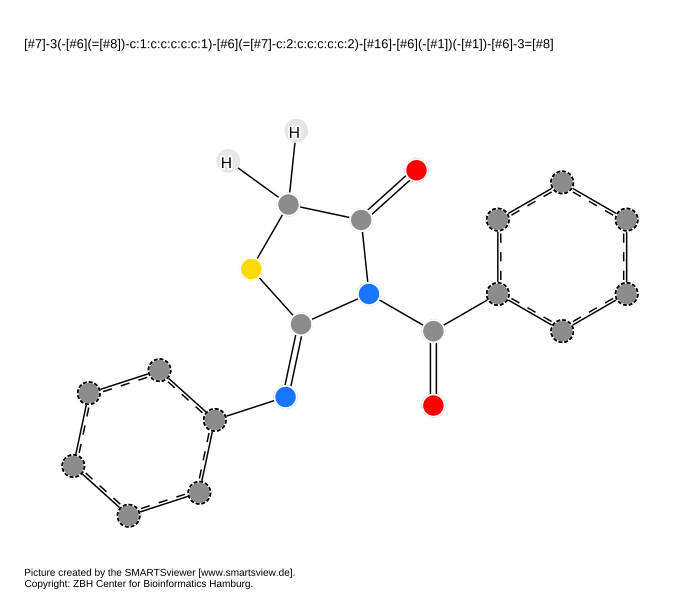 [#7]-3(-[#6](=[#8])-c:1:c:c:c:c:c:1)-[#6](=[#7]-c:2:c:c:c:c:c:2)-[#16]-[#6](-[#1])(-[#1])-[#6]-3=[#8]
H
H
Picture created by the SMARTSviewer [www.smartsview.de].
Copyright: ZBH Center for Bioinformatics Hamburg.